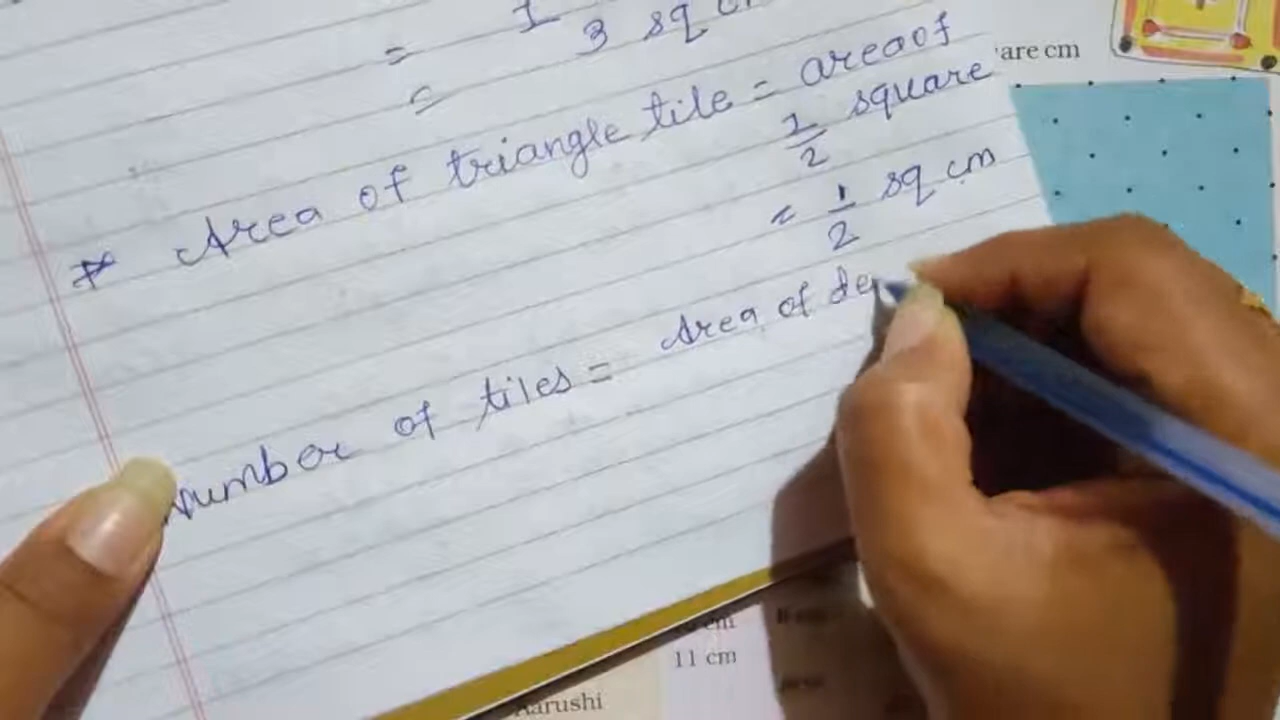 = 1
3 sq
=
* Area of triangle tile = area of
1/2 square
= 1/2 sq cm
Number of tiles = Area of de
are cm
cm
11 cm
Aarushi